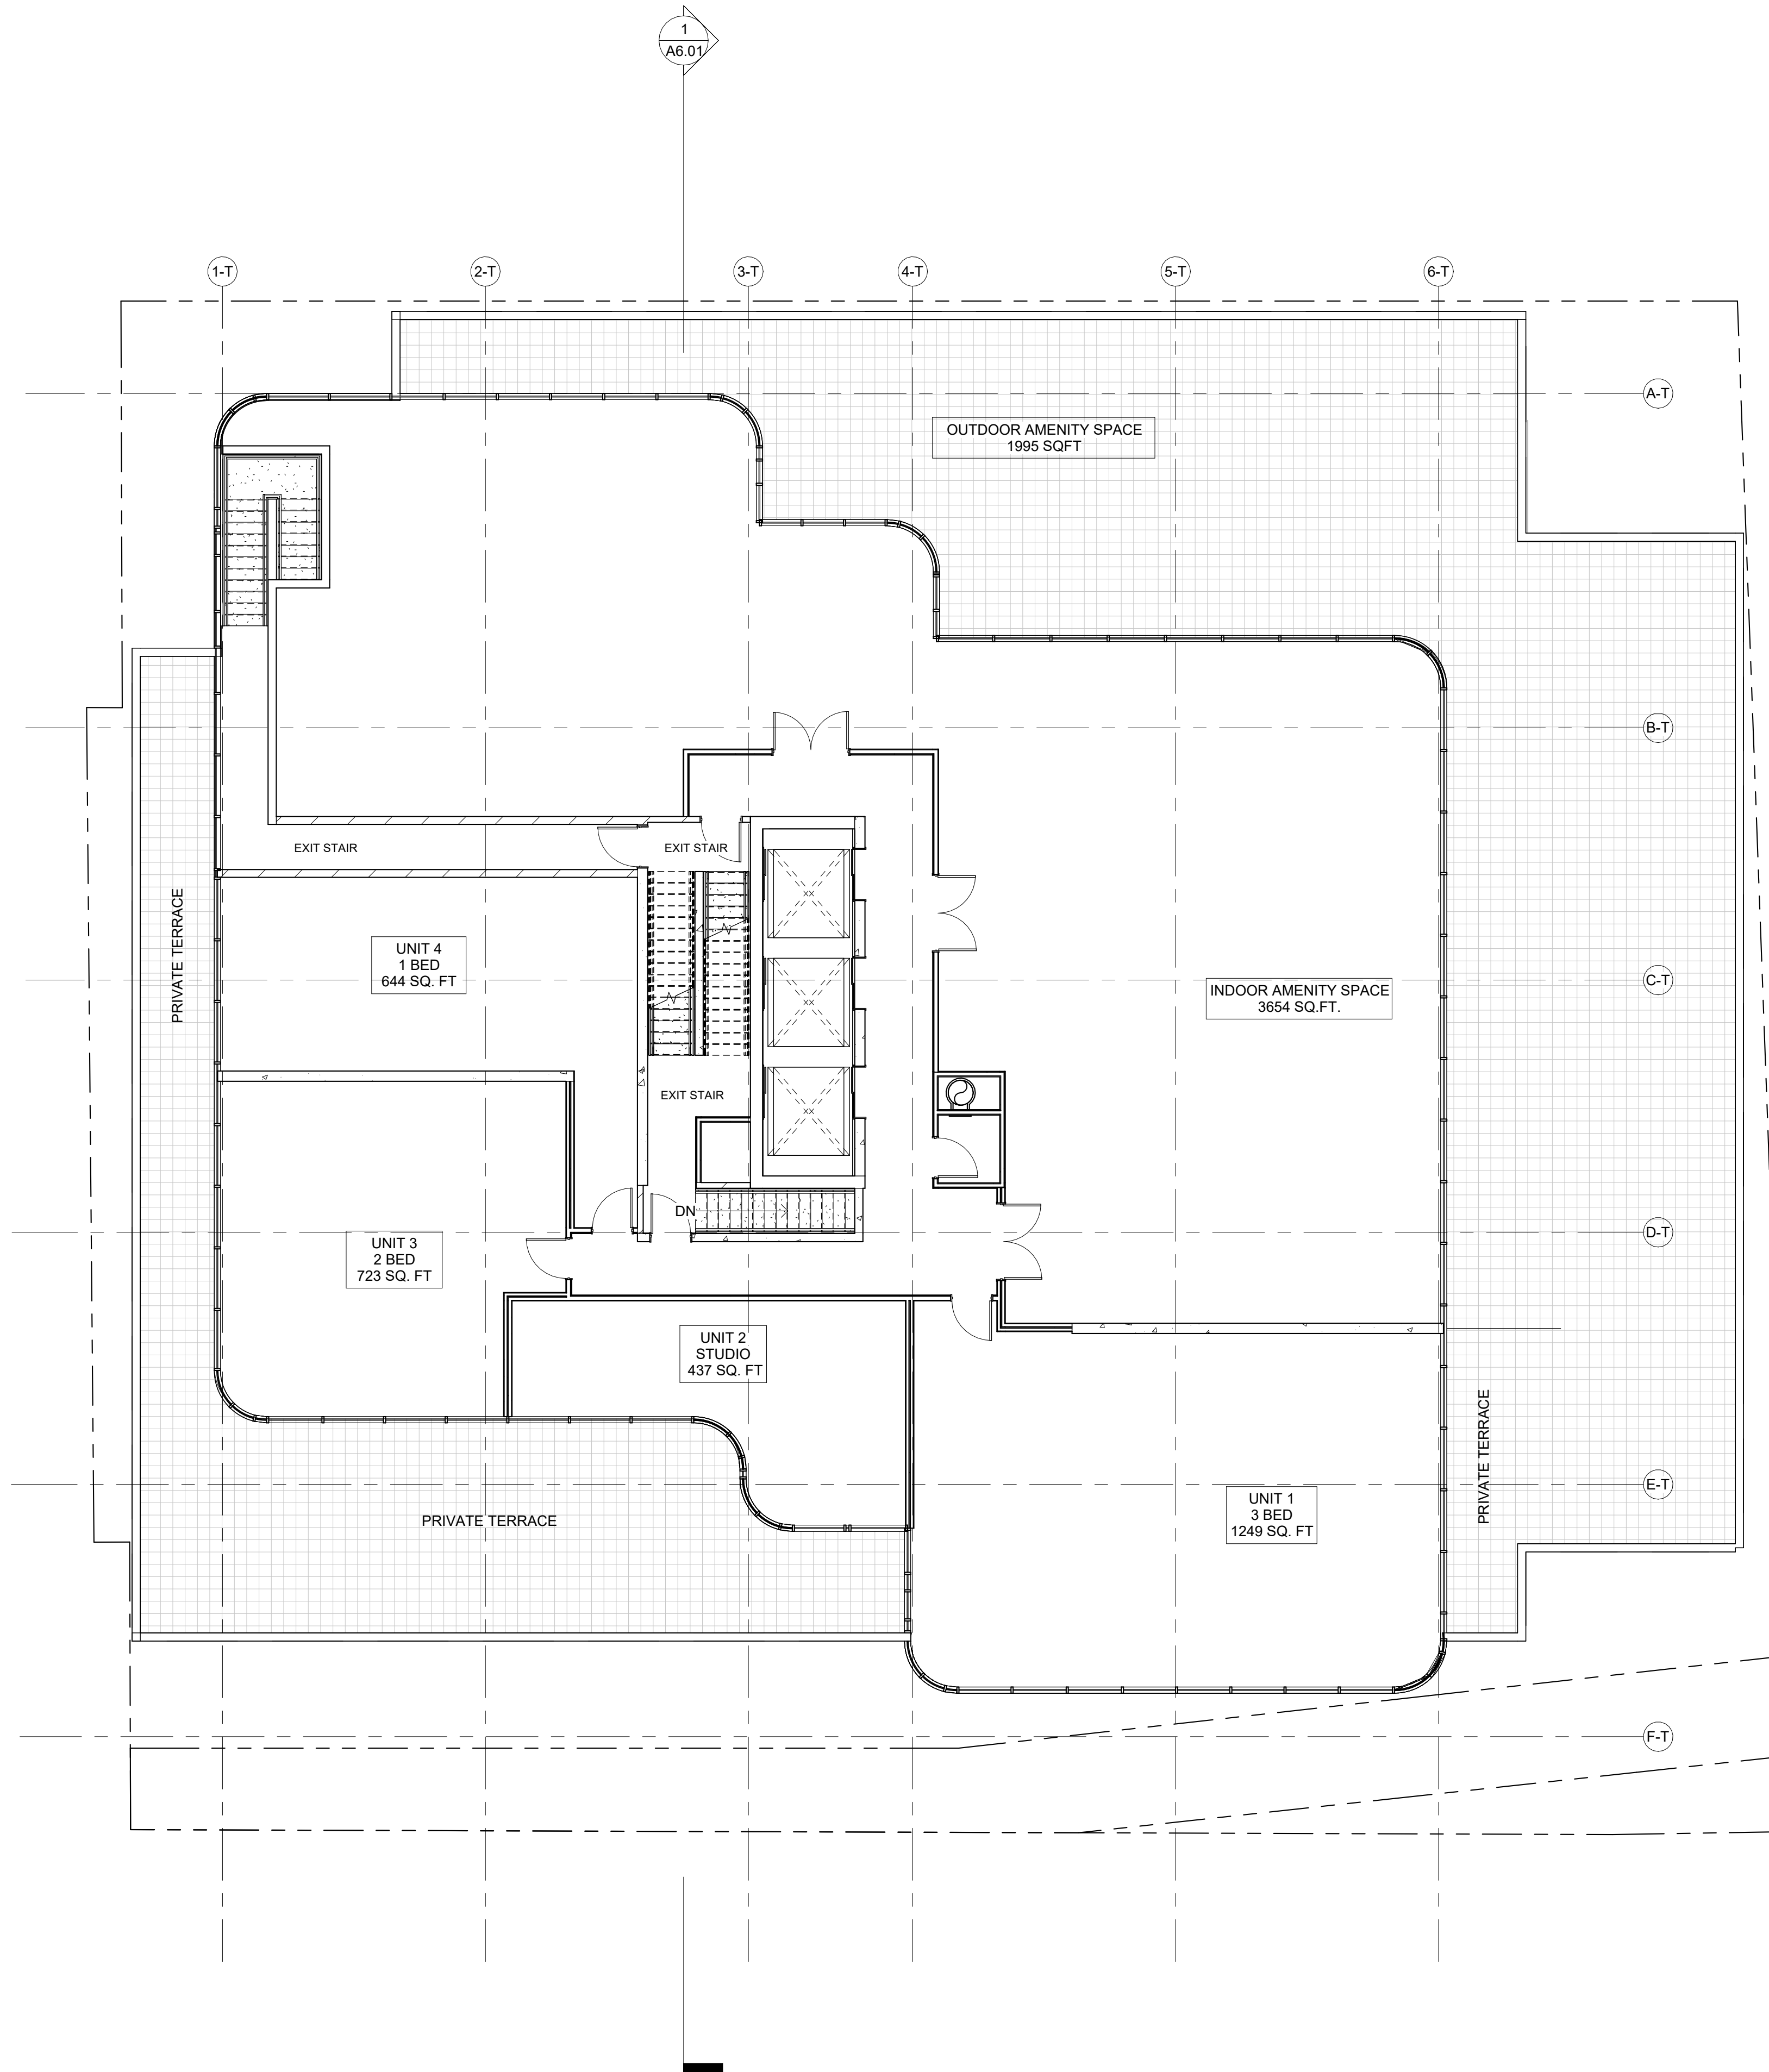 1
A6.01
1-T
2-T
3-T
4-T
5-T
6-T
A-T
OUTDOOR AMENITY SPACE
1995 SQFT
B-T
EXIT STAIR
EXIT STAIR
XX
PRIVATE TERRACE
UNIT 4
1 BED
644 SQ. FT
C-T
INDOOR AMENITY SPACE
3654 SQ.FT.
XX
EXIT STAIR
XX
DN
D-T
UNIT 3
2 BED
723 SQ. FT
UNIT 2
STUDIO
437 SQ. FT
PRIVATE TERRACE
E-T
UNIT 1
3 BED
1249 SQ. FT
PRIVATE TERRACE
F-T